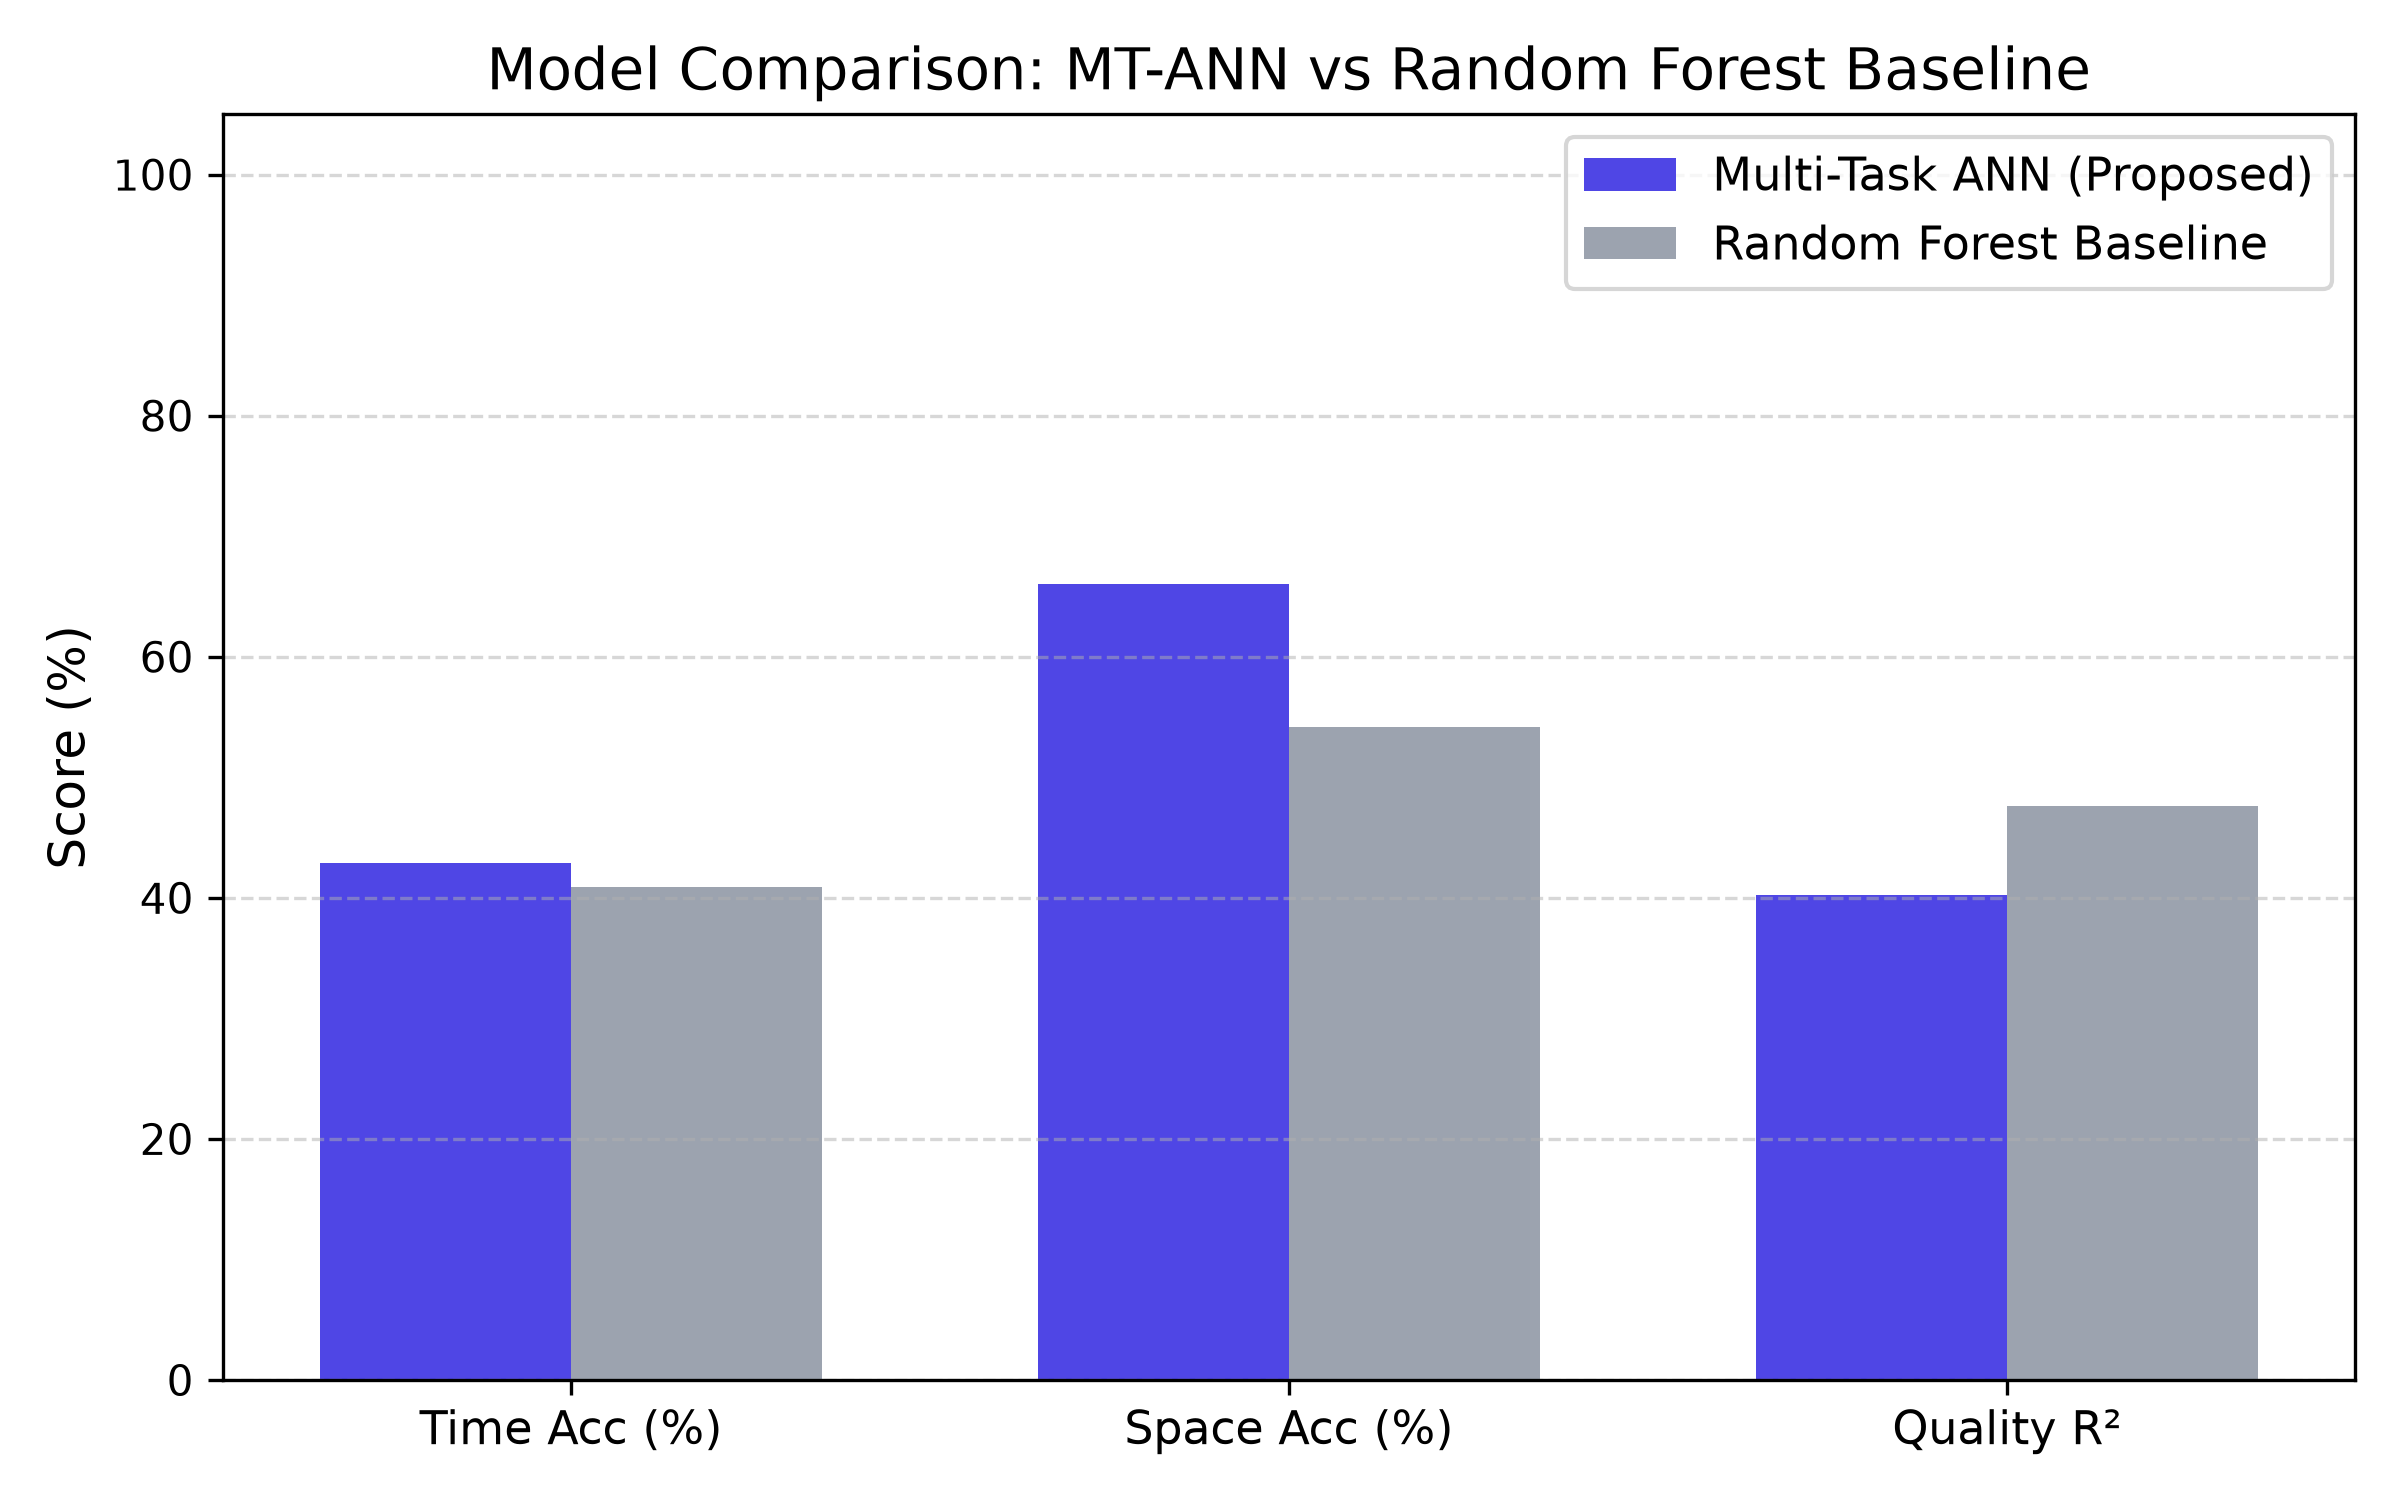 Model Comparison: MT-ANN vs Random Forest Baseline
Multi-Task ANN (Proposed)
Random Forest Baseline
Score (%)
100
80
60
40
20
0
Time Acc (%)
Space Acc (%)
Quality R²